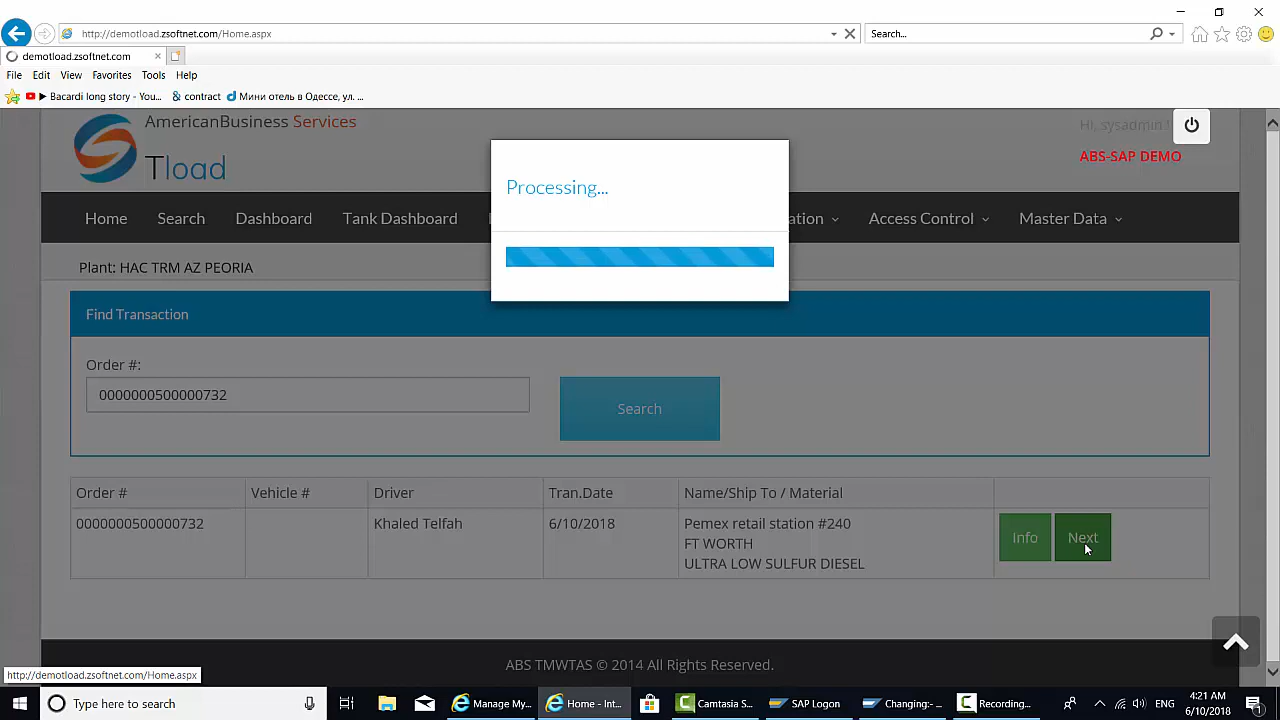 http://demotload.zsoftnet.com/Home.aspx
Search...
demotload.zsoftnet.com
File Edit View Favorites Tools Help
Bacardi long story - You... contract Мини отель в Одессе, ул. ...
AmericanBusiness Services
Tload
Hi, sysadmin !
ABS-SAP DEMO
Processing...
Home Search Dashboard Tank Dashboard Access Control Master Data
Plant: HAC TRM AZ PEORIA
Find Transaction
Order #:
0000000500000732
Search
Order # Vehicle # Driver Tran.Date Name/Ship To / Material
0000000500000732 Khaled Telfah 6/10/2018 Pemex retail station #240
FT WORTH
ULTRA LOW SULFUR DIESEL
Info Next
ABS TMWTAS © 2014 All Rights Reserved.
http://demotload.zsoftnet.com/Home.aspx
Type here to search
Manage My...
Home - Int...
Camtasia S...
SAP Logon
Changing:- ...
Recording...
ENG
4:21 AM
6/10/2018